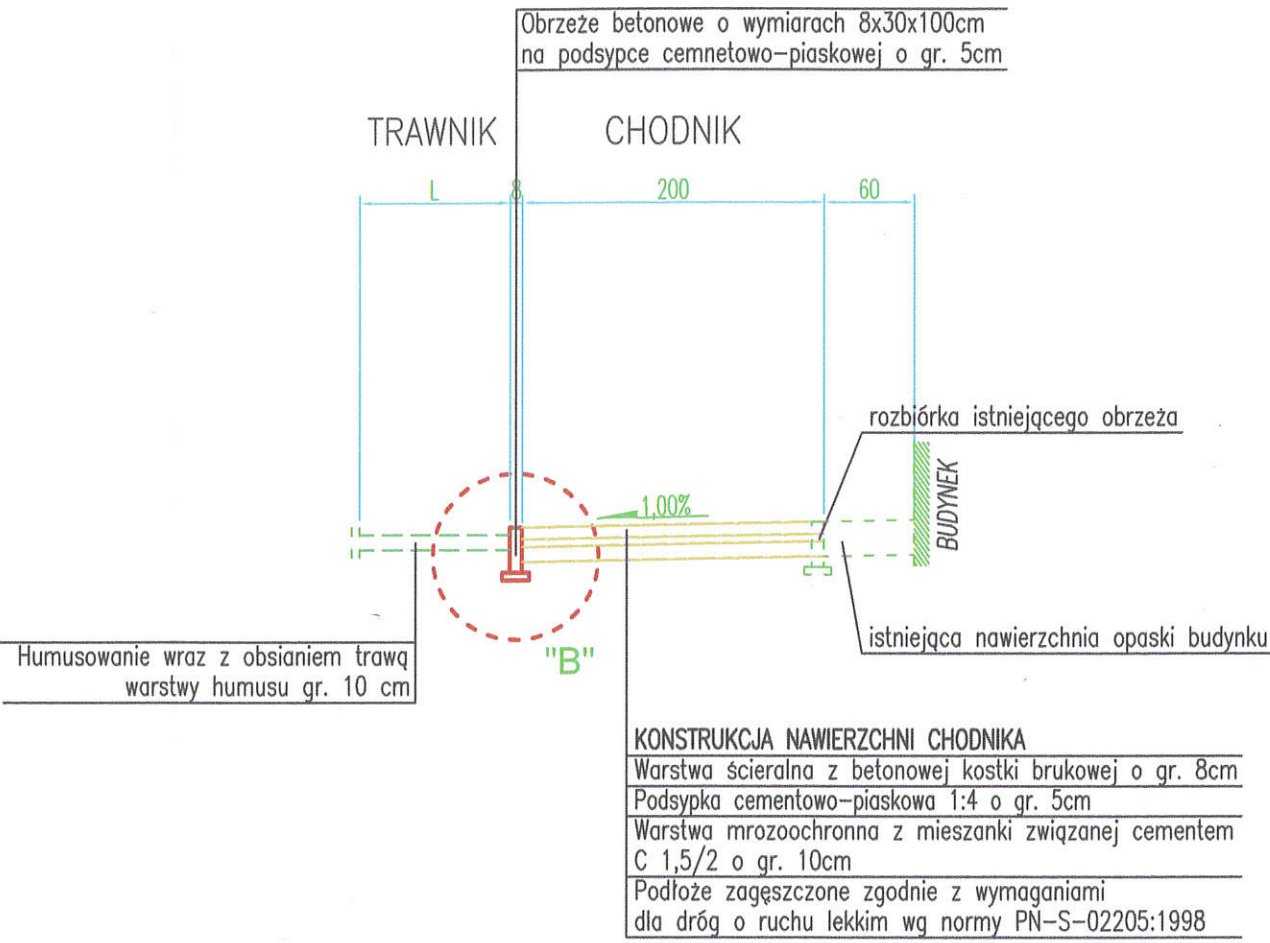 Obrzeże betonowe o wymiarach 8x30x100cm
na podsypce cemnetowo-piaskowej o gr. 5cm
TRAWNIK
CHODNIK
L
8
200
60
rozbiórka istniejącego obrzeża
1,00%
BUDYNEK
istniejąca nawierzchnia opaski budynku
"B"
Humusowanie wraz z obsianiem trawą
warstwy humusu gr. 10 cm
KONSTRUKCJA NAWIERZCHNI CHODNIKA
Warstwa ścieralna z betonowej kostki brukowej o gr. 8cm
Podsypka cementowo-piaskowa 1:4 o gr. 5cm
Warstwa mrozoochronna z mieszanki związanej cementem
C 1,5/2 o gr. 10cm
Podłoże zagęszczone zgodnie z wymaganiami
dla dróg o ruchu lekkim wg normy PN-S-02205:1998